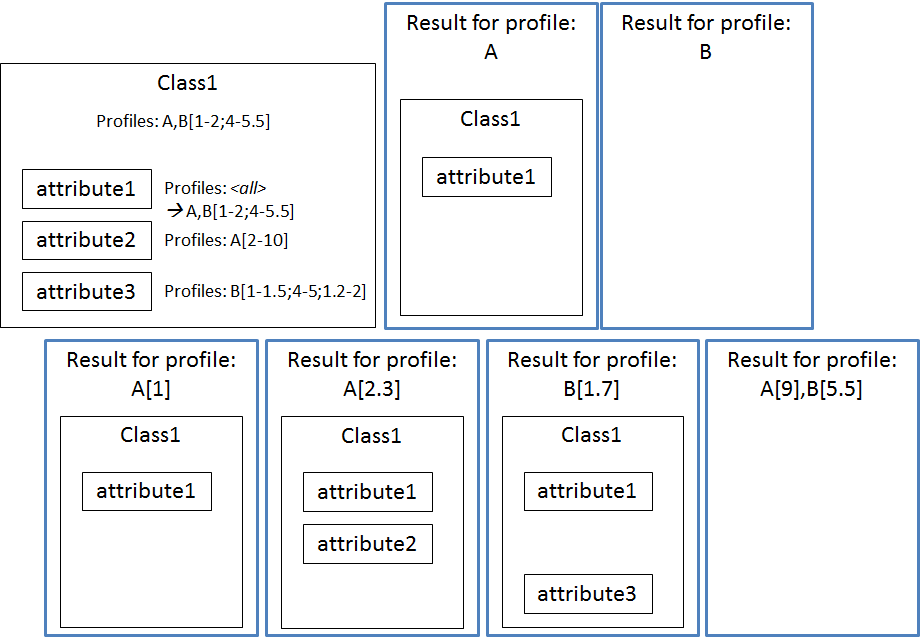 Class1
Profiles: A,B[1-2;4-5.5]
attribute1
Profiles: <all>
→A,B[1-2;4-5.5]
attribute2
Profiles: A[2-10]
attribute3
Profiles: B[1-1.5;4-5;1.2-2]
Result for profile:
A
Class1
attribute1
Result for profile:
B
Result for profile:
A[1]
Class1
attribute1
Result for profile:
A[2.3]
Class1
attribute1
attribute2
Result for profile:
B[1.7]
Class1
attribute1
attribute3
Result for profile:
A[9],B[5.5]